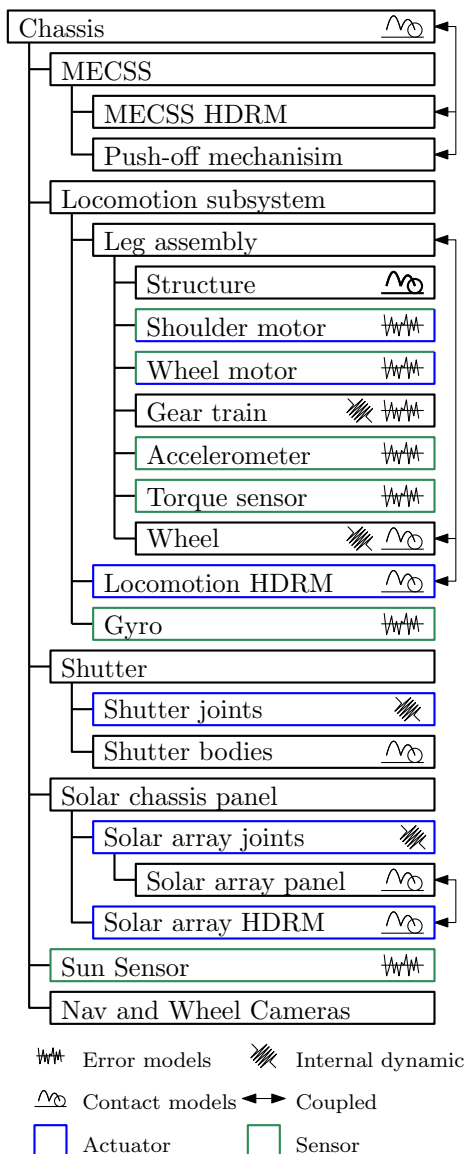 Chassis
MECSS
MECSS HDRM
Push-off mechanisim
Locomotion subsystem
Leg assembly
Structure
Shoulder motor
Wheel motor
Gear train
Accelerometer
Torque sensor
Wheel
Locomotion HDRM
Gyro
Shutter
Shutter joints
Shutter bodies
Solar chassis panel
Solar array joints
Solar array panel
Solar array HDRM
Sun Sensor
Nav and Wheel Cameras
Error models Internal dynamic
Contact models Coupled
Actuator Sensor